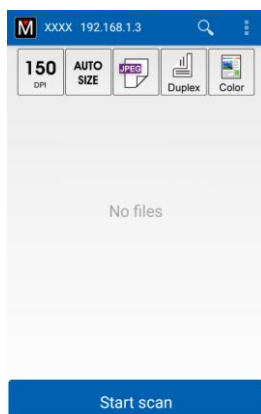 M XXXX 192.168.1.3
150 DPI
AUTO SIZE
JPEG
Duplex
Color
No files
Start scan